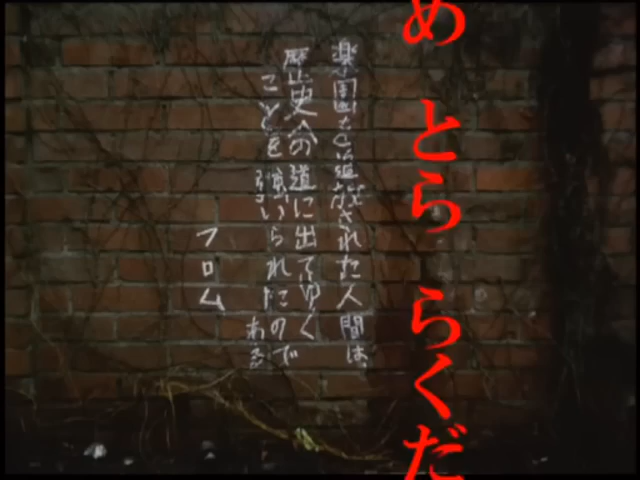 め とら らくだ
楽園を追放された人間は、
歴史への道に出てゆく
ことを強いられたので
ある
フロム